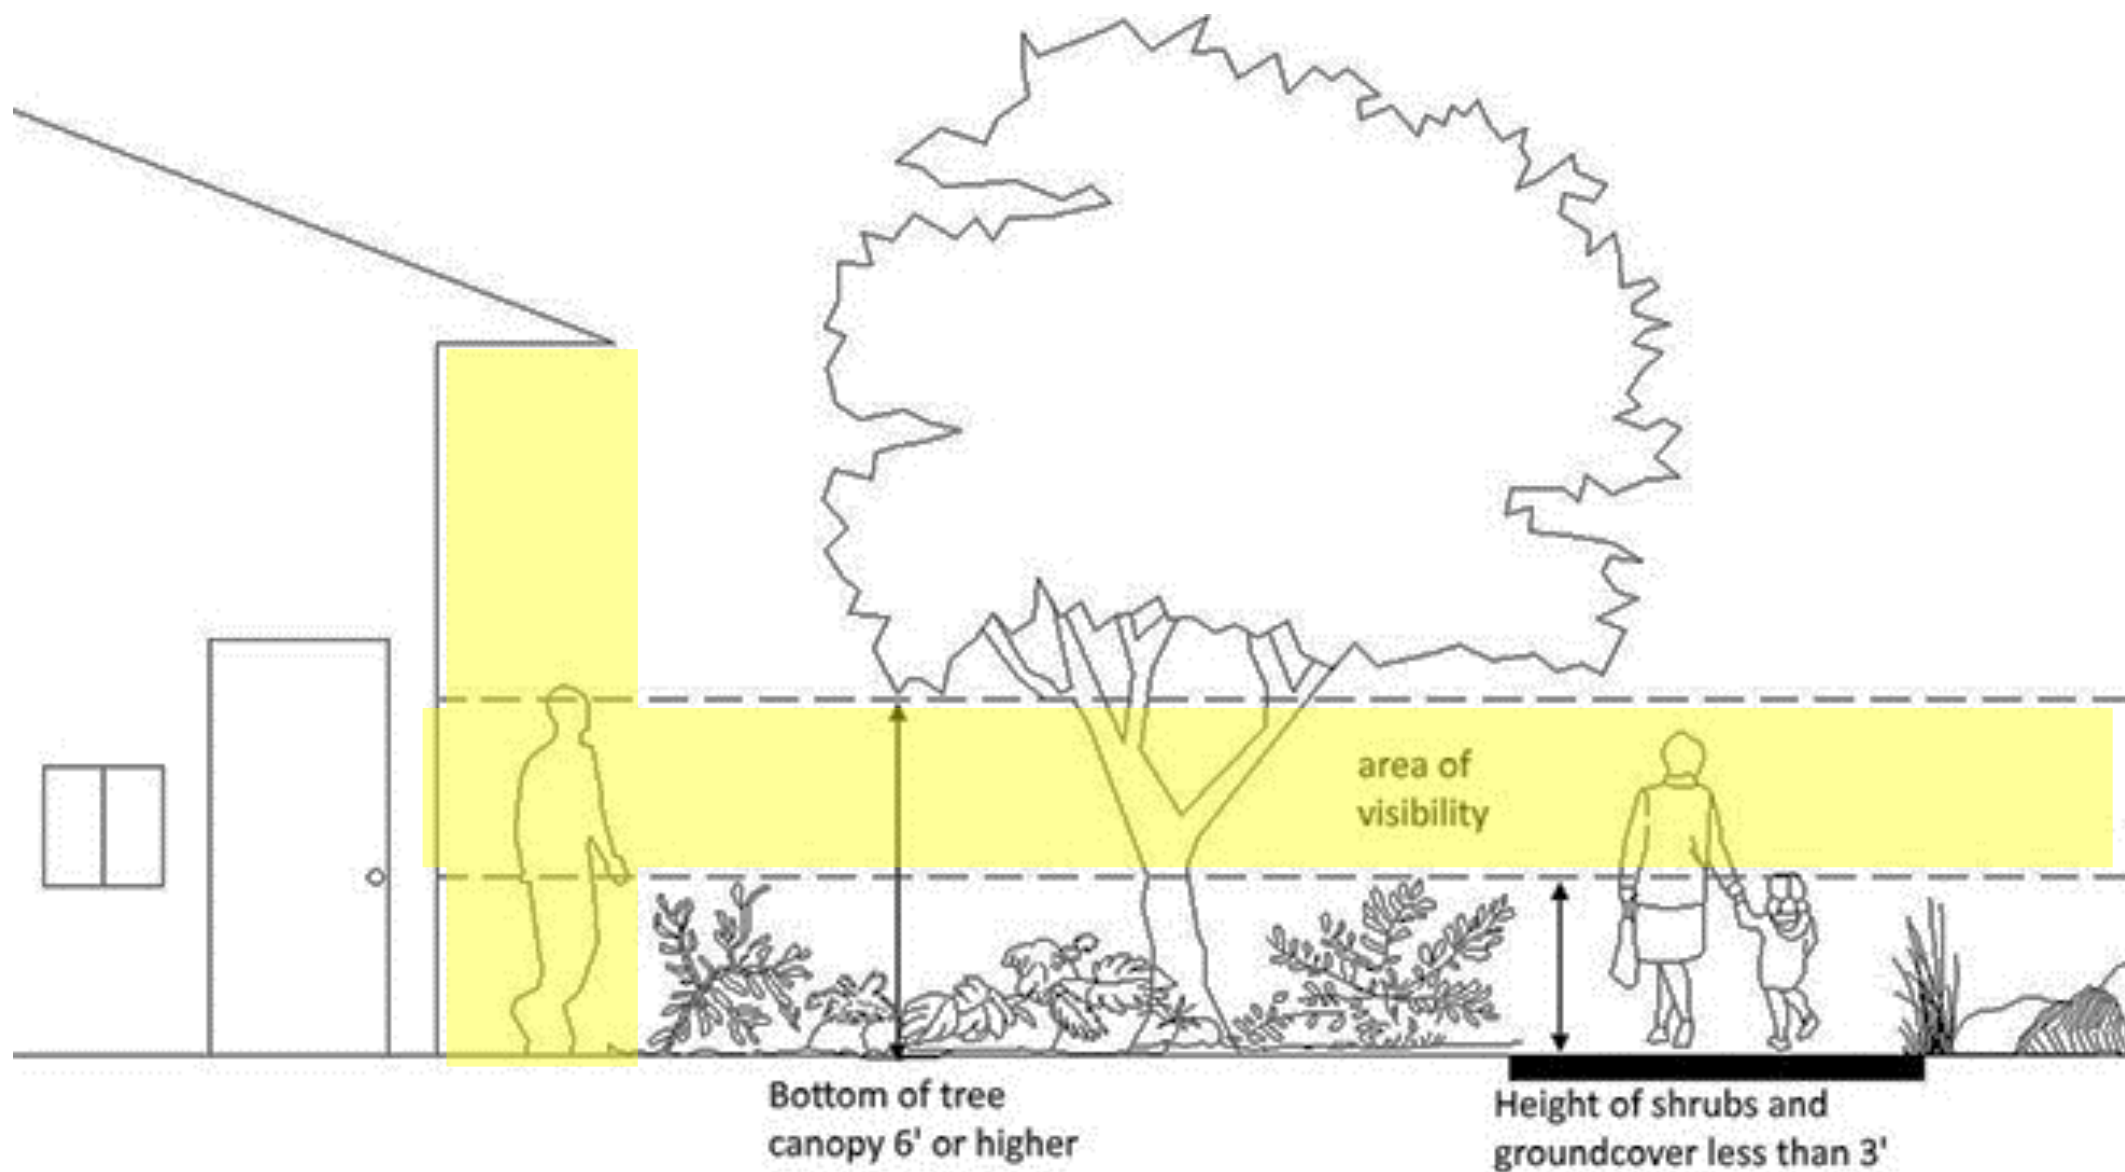 area of
visibility
Bottom of tree
canopy 6' or higher
Height of shrubs and
groundcover less than 3'